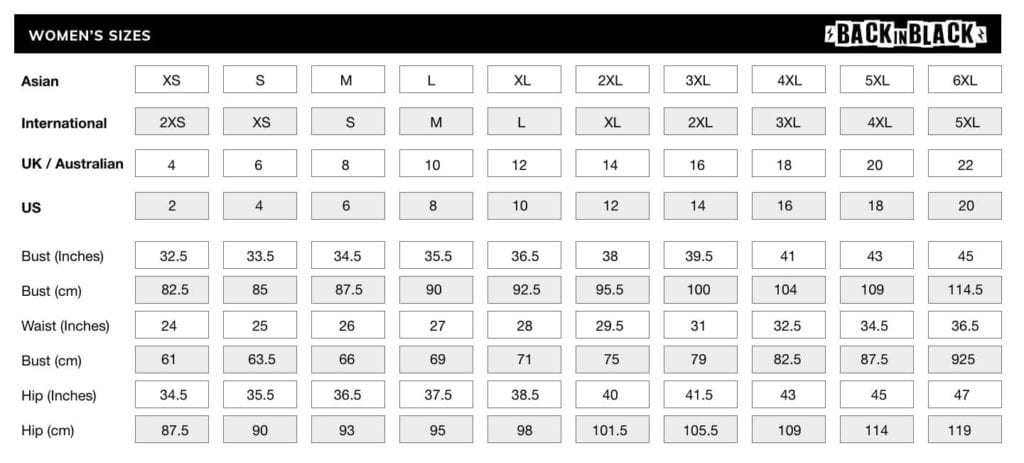 WOMEN'S SIZES BACK IN BLACK
Asian XS S M L XL 2XL 3XL 4XL 5XL 6XL
International 2XS XS S M L XL 2XL 3XL 4XL 5XL
UK / Australian 4 6 8 10 12 14 16 18 20 22
US 2 4 6 8 10 12 14 16 18 20
Bust (Inches) 32.5 33.5 34.5 35.5 36.5 38 39.5 41 43 45
Bust (cm) 82.5 85 87.5 90 92.5 95.5 100 104 109 114.5
Waist (Inches) 24 25 26 27 28 29.5 31 32.5 34.5 36.5
Bust (cm) 61 63.5 66 69 71 75 79 82.5 87.5 925
Hip (Inches) 34.5 35.5 36.5 37.5 38.5 40 41.5 43 45 47
Hip (cm) 87.5 90 93 95 98 101.5 105.5 109 114 119